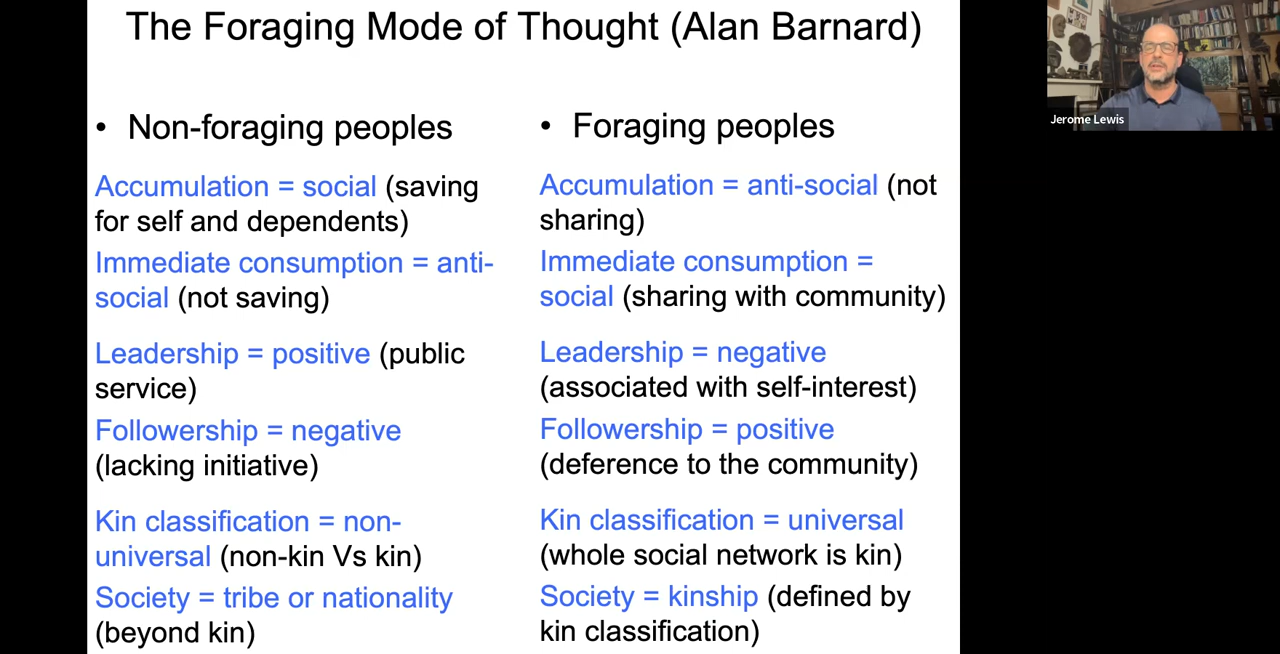 The Foraging Mode of Thought (Alan Barnard)
• Non-foraging peoples
Accumulation = social (saving
for self and dependents)
Immediate consumption = anti-
social (not saving)
Leadership = positive (public
service)
Followership = negative
(lacking initiative)
Kin classification = non-
universal (non-kin Vs kin)
Society = tribe or nationality
(beyond kin)
• Foraging peoples
Accumulation = anti-social (not
sharing)
Immediate consumption =
social (sharing with community)
Leadership = negative
(associated with self-interest)
Followership = positive
(deference to the community)
Kin classification = universal
(whole social network is kin)
Society = kinship (defined by
kin classification)
Jerome Lewis